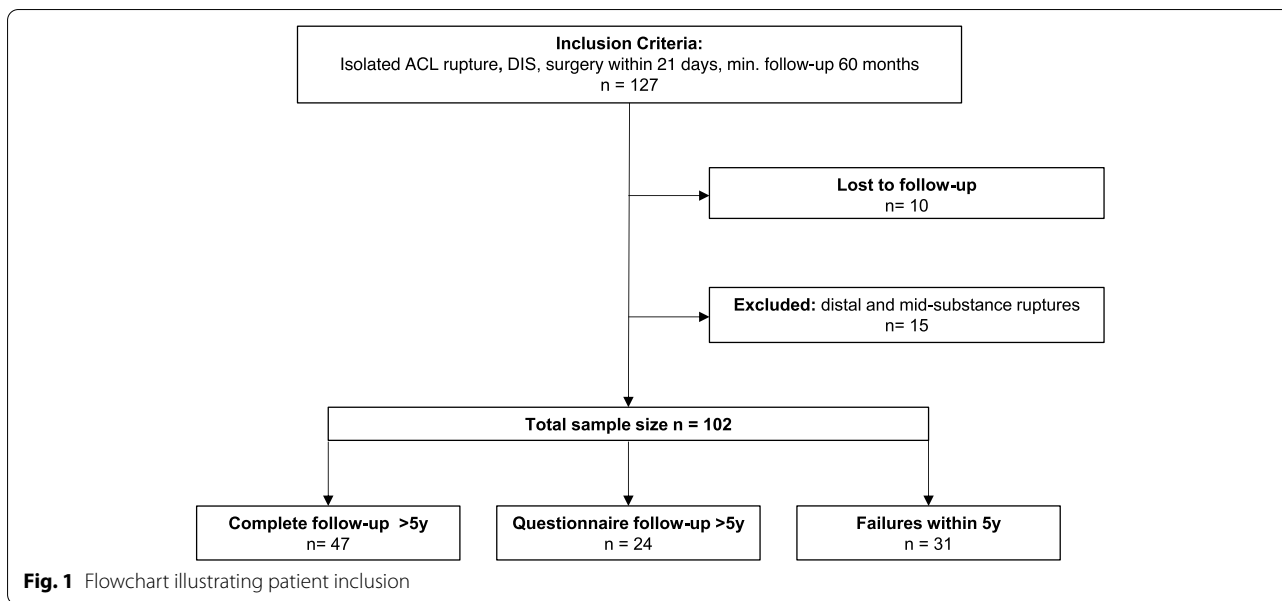 Inclusion Criteria:
Isolated ACL rupture, DIS, surgery within 21 days, min. follow-up 60 months
n = 127
Lost to follow-up
n= 10
Excluded: distal and mid-substance ruptures
n= 15
Total sample size n = 102
Complete follow-up >5y
n= 47
Questionnaire follow-up >5y
n = 24
Failures within 5y
n = 31
Fig. 1 Flowchart illustrating patient inclusion